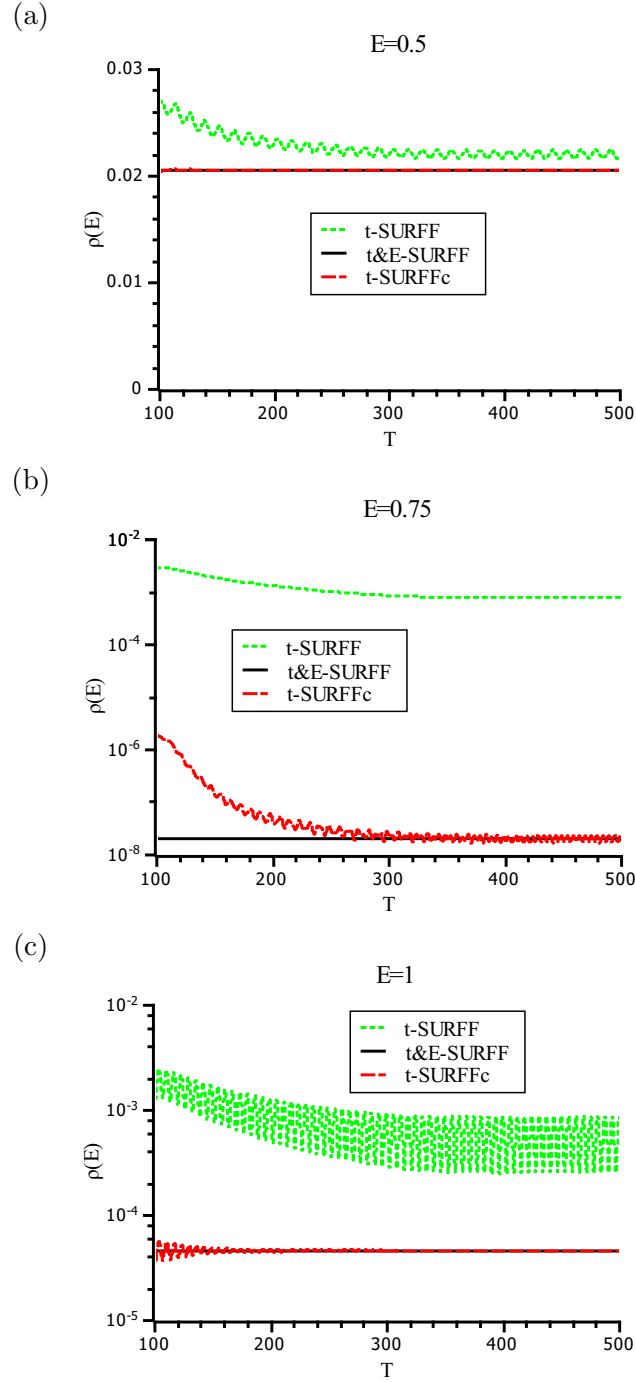 (a)
E=0.5
0.03
0.02
0.01
0
ρ(E)
t-SURFF
t&E-SURFF
t-SURFFc
100 200 300 400 500
T
(b)
E=0.75
10-2
10-4
10-6
10-8
ρ(E)
t-SURFF
t&E-SURFF
t-SURFFc
100 200 300 400 500
T
(c)
E=1
10-2
10-3
10-4
10-5
ρ(E)
t-SURFF
t&E-SURFF
t-SURFFc
100 200 300 400 500
T